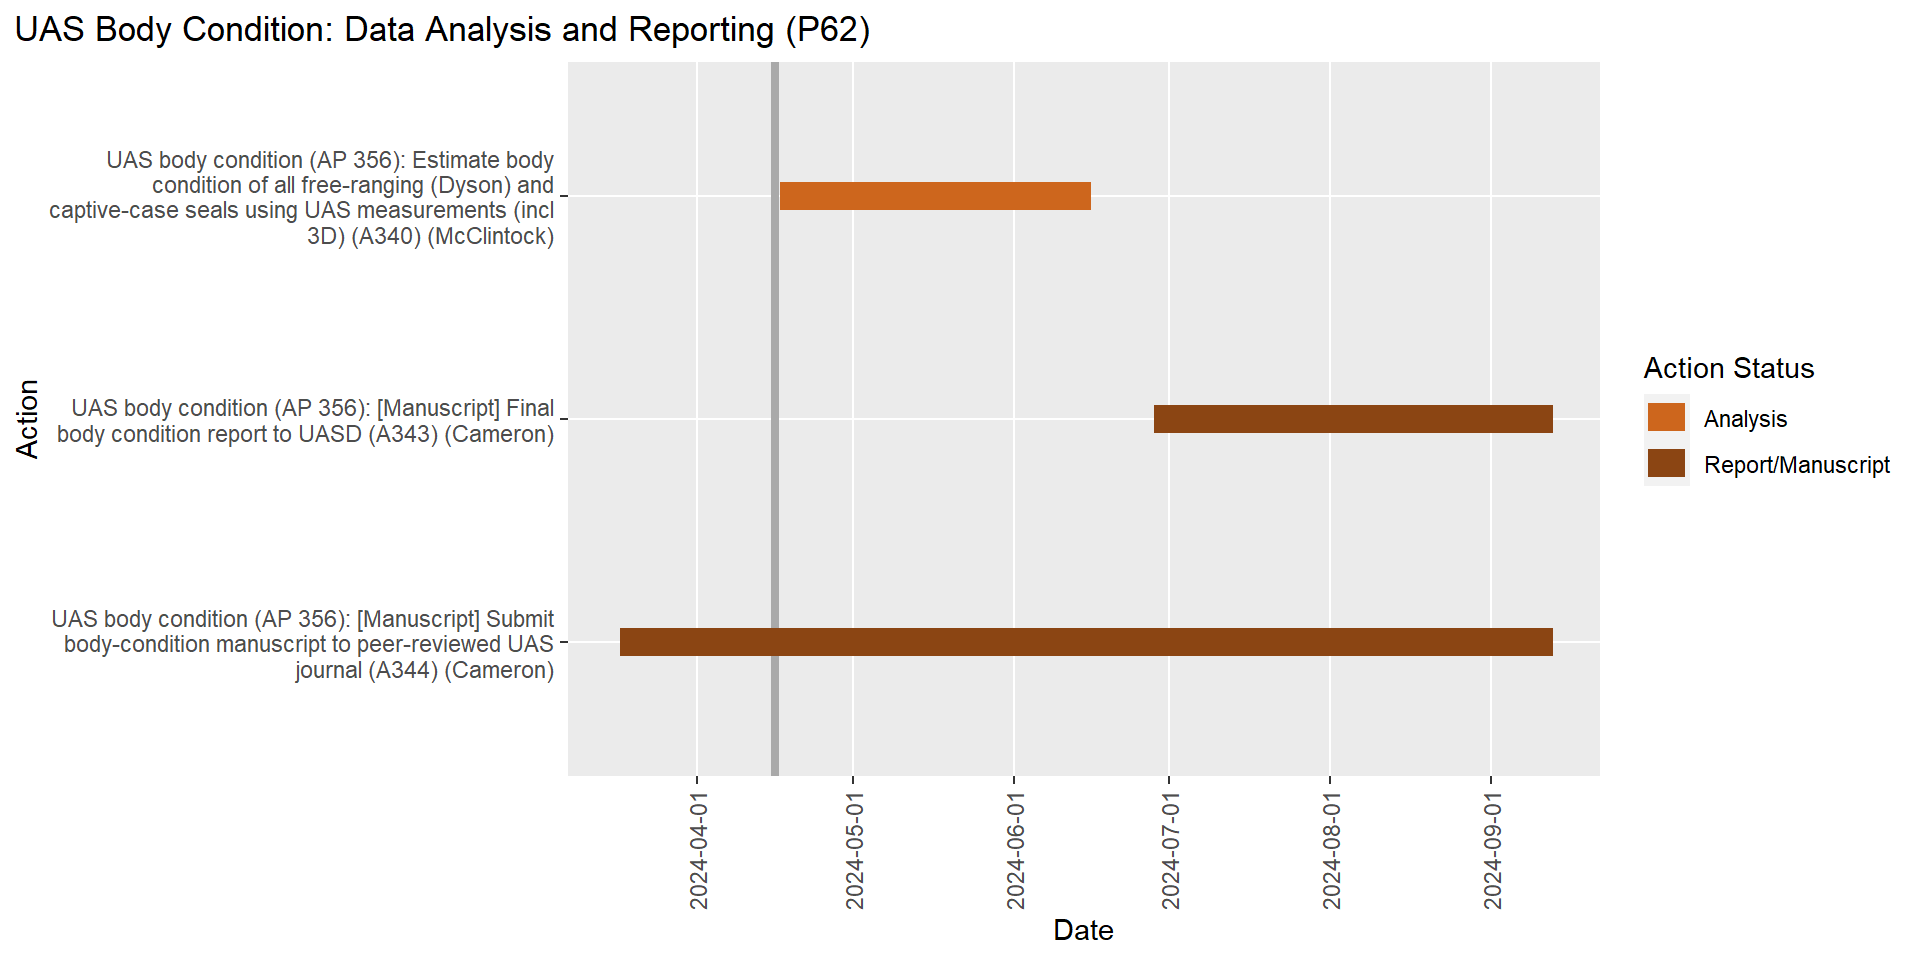 UAS Body Condition: Data Analysis and Reporting (P62)
Action
UAS body condition (AP 356): Estimate body
condition of all free-ranging (Dyson) and
captive-case seals using UAS measurements (incl
3D) (A340) (McClintock)
UAS body condition (AP 356): [Manuscript] Final
body condition report to UASD (A343) (Cameron)
UAS body condition (AP 356): [Manuscript] Submit
body-condition manuscript to peer-reviewed UAS
journal (A344) (Cameron)
2024-04-01
2024-05-01
2024-06-01
2024-07-01
2024-08-01
2024-09-01
Date
Action Status
Analysis
Report/Manuscript